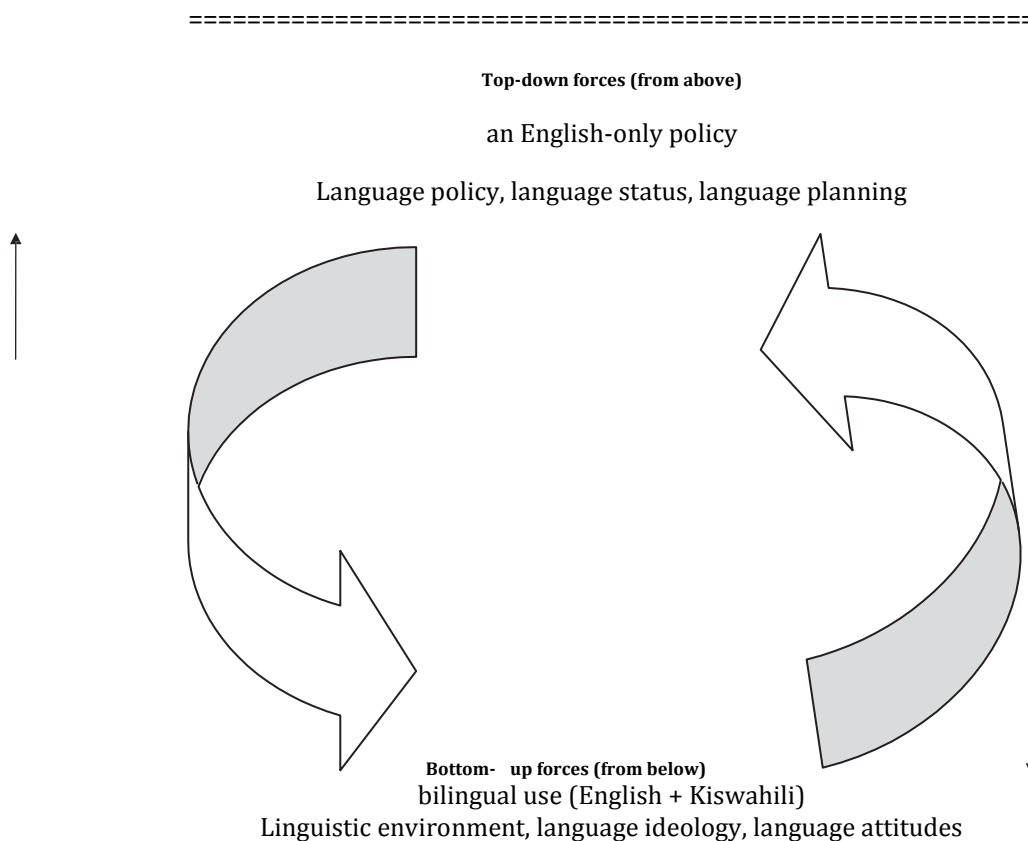 Top-down forces (from above)
an English-only policy
Language policy, language status, language planning
Bottom- up forces (from below)
bilingual use (English + Kiswahili)
Linguistic environment, language ideology, language attitudes